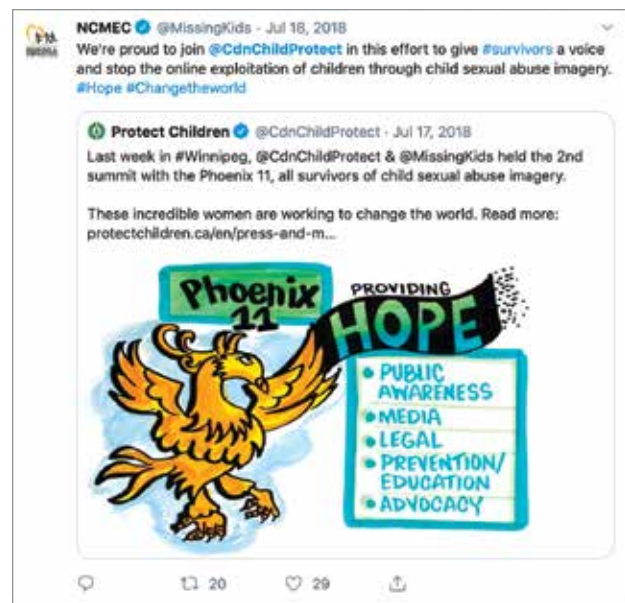 NCMEC @MissingKids · Jul 18, 2018
We're proud to join @CdnChildProtect in this effort to give #survivors a voice
and stop the online exploitation of children through child sexual abuse imagery.
#Hope #Changetheworld
Protect Children @CdnChildProtect · Jul 17, 2018
Last week in #Winnipeg, @CdnChildProtect & @MissingKids held the 2nd
summit with the Phoenix 11, all survivors of child sexual abuse imagery.
These incredible women are working to change the world. Read more:
protectchildren.ca/en/press-and-m...
Phoenix
11
PROVIDING
HOPE
• PUBLIC
AWARENESS
• MEDIA
• LEGAL
• PREVENTION/
EDUCATION
• ADVOCACY
20 29